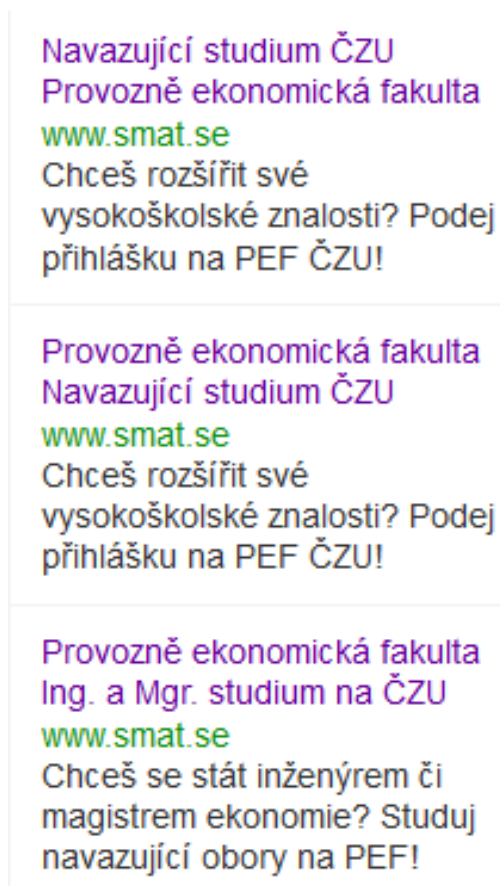 Navazující studium ČZU
Provozně ekonomická fakulta
www.smat.se
Chceš rozšířit své
vysokoškolské znalosti? Podej
přihlášku na PEF ČZU!
Provozně ekonomická fakulta
Navazující studium ČZU
www.smat.se
Chceš rozšířit své
vysokoškolské znalosti? Podej
přihlášku na PEF ČZU!
Provozně ekonomická fakulta
Ing. a Mgr. studium na ČZU
www.smat.se
Chceš se stát inženýrem či
magistrem ekonomie? Studuj
navazující obory na PEF!